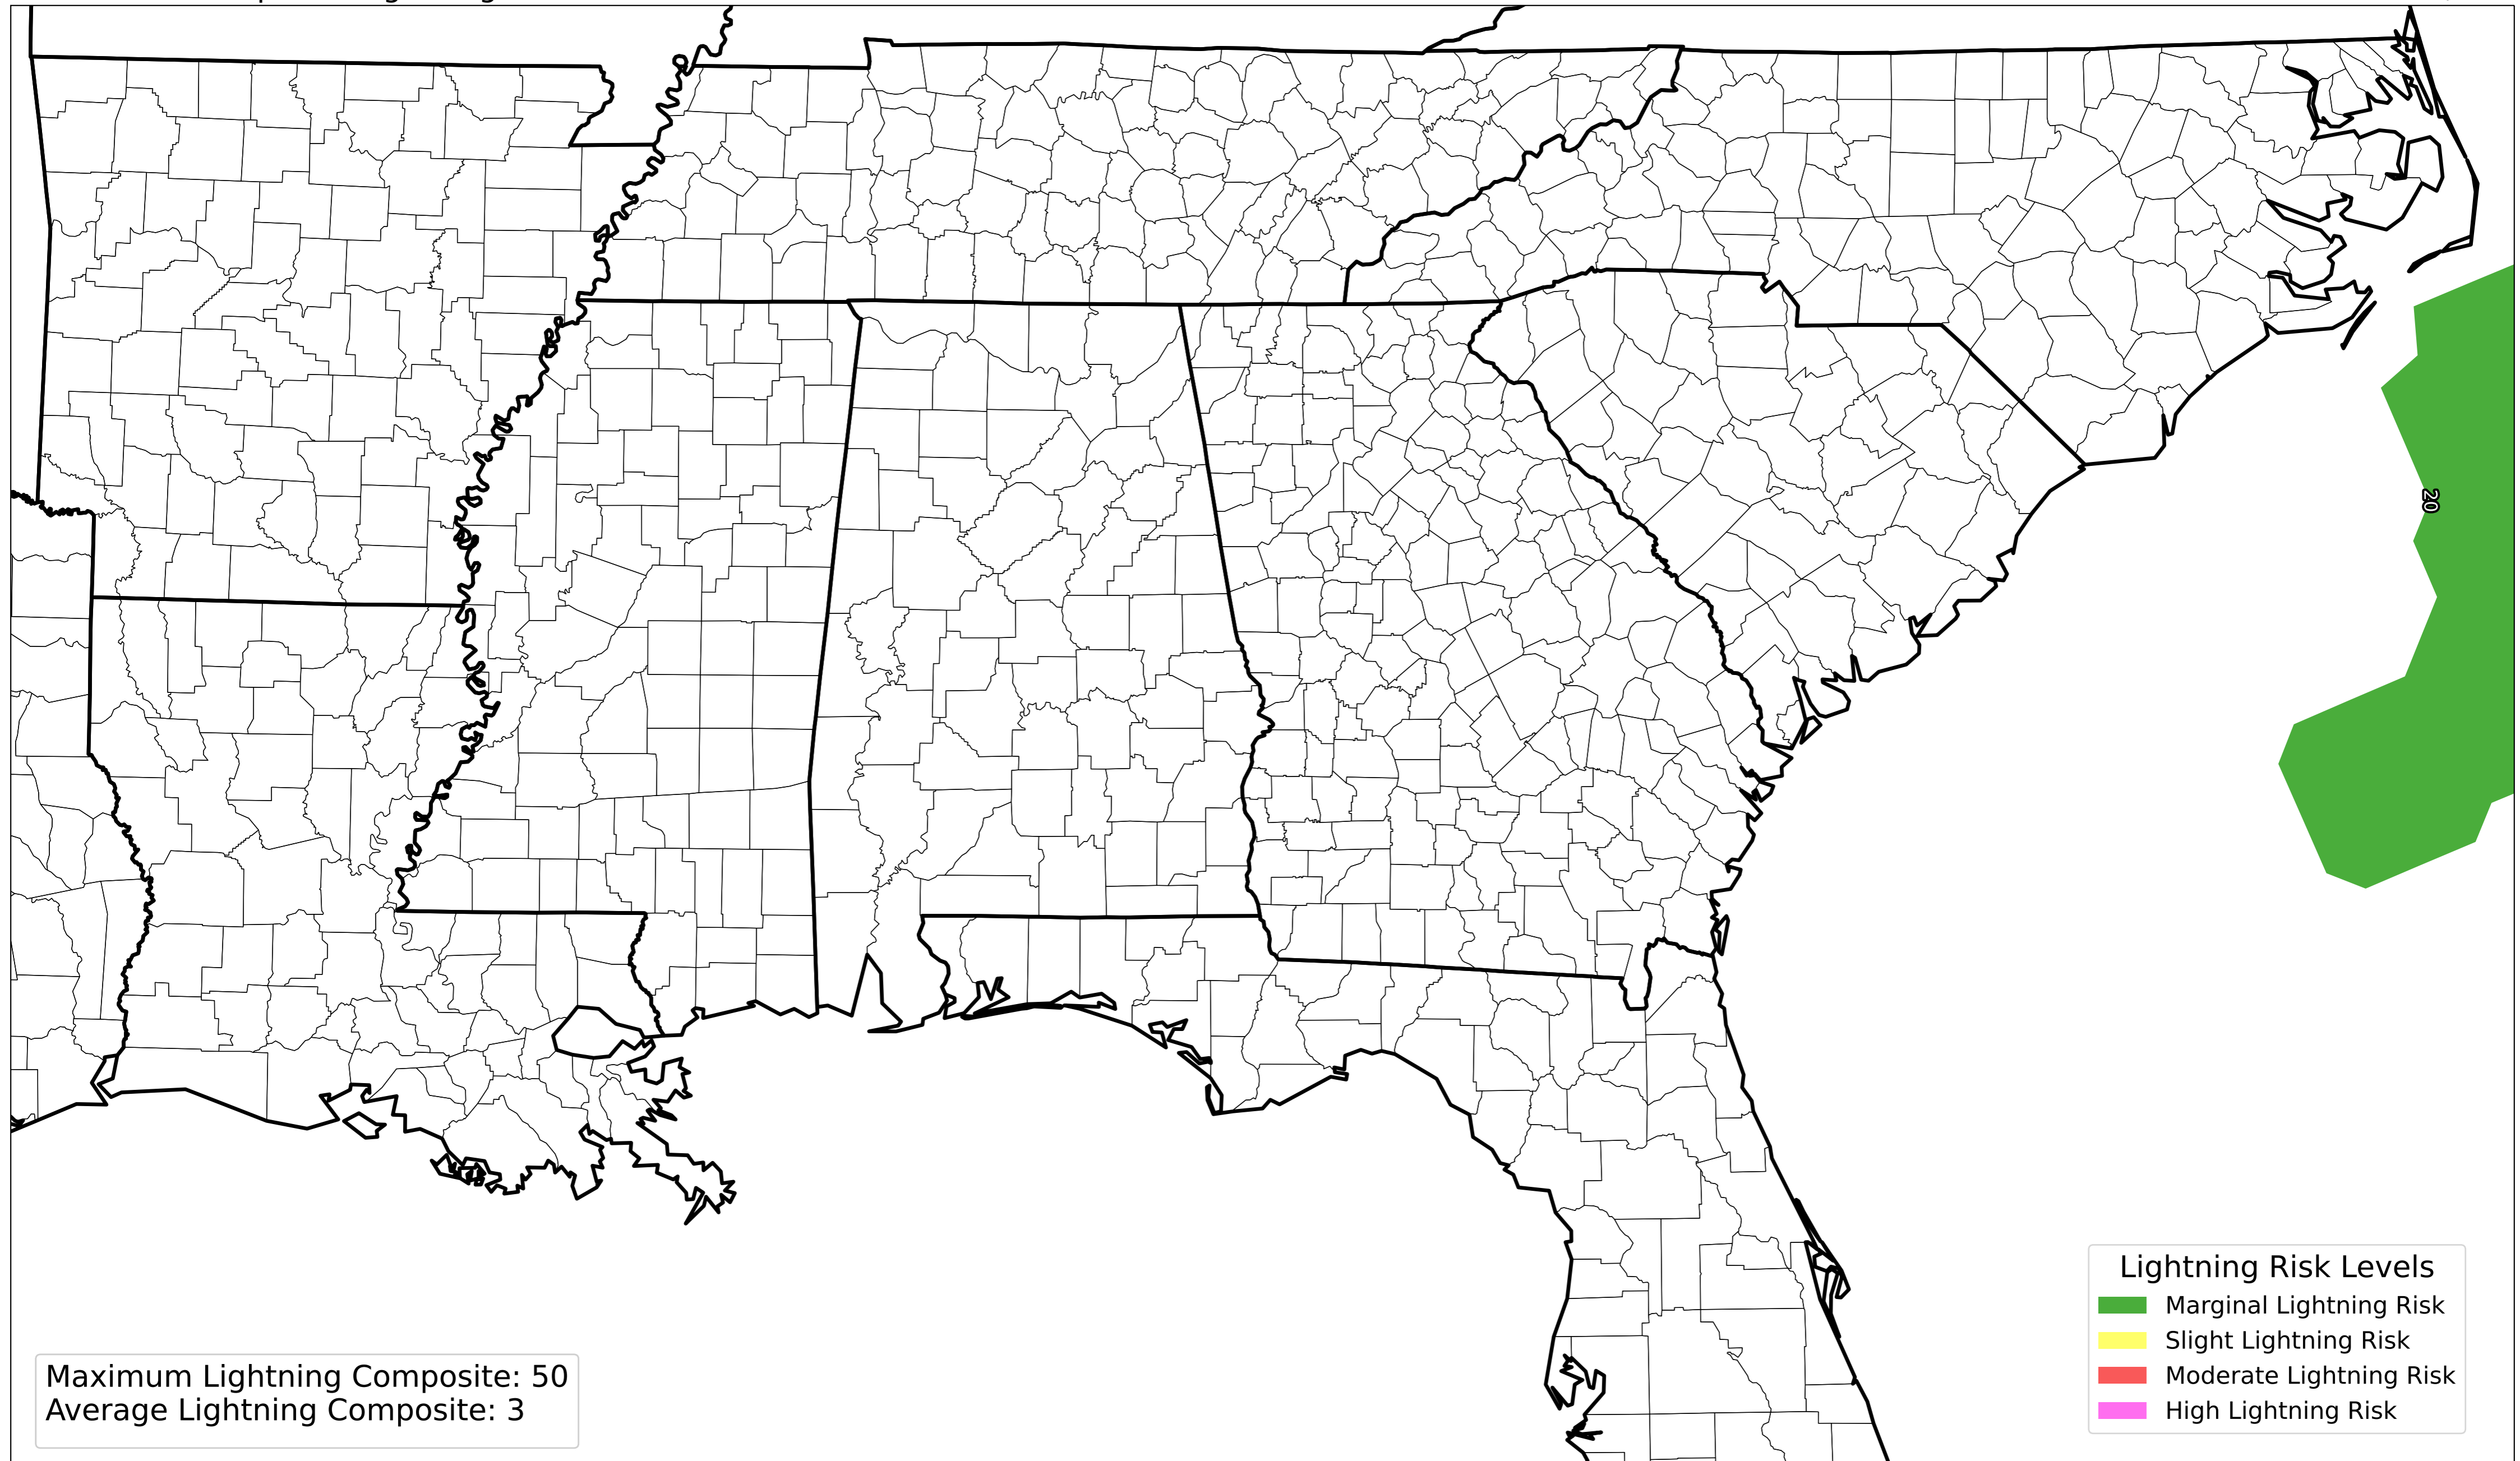 20
Lightning Risk Levels
Marginal Lightning Risk
Slight Lightning Risk
Moderate Lightning Risk
High Lightning Risk
Maximum Lightning Composite: 50
Average Lightning Composite: 3